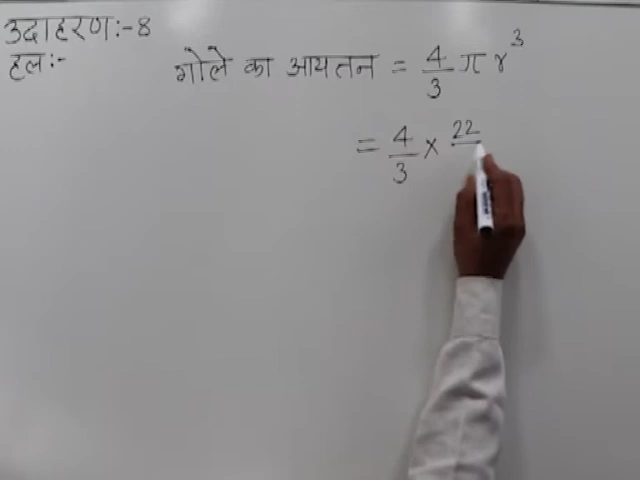 उदाहरण:-8
हल:-
गोले का आयतन = 4/3 π r³
= 4/3 × 22/